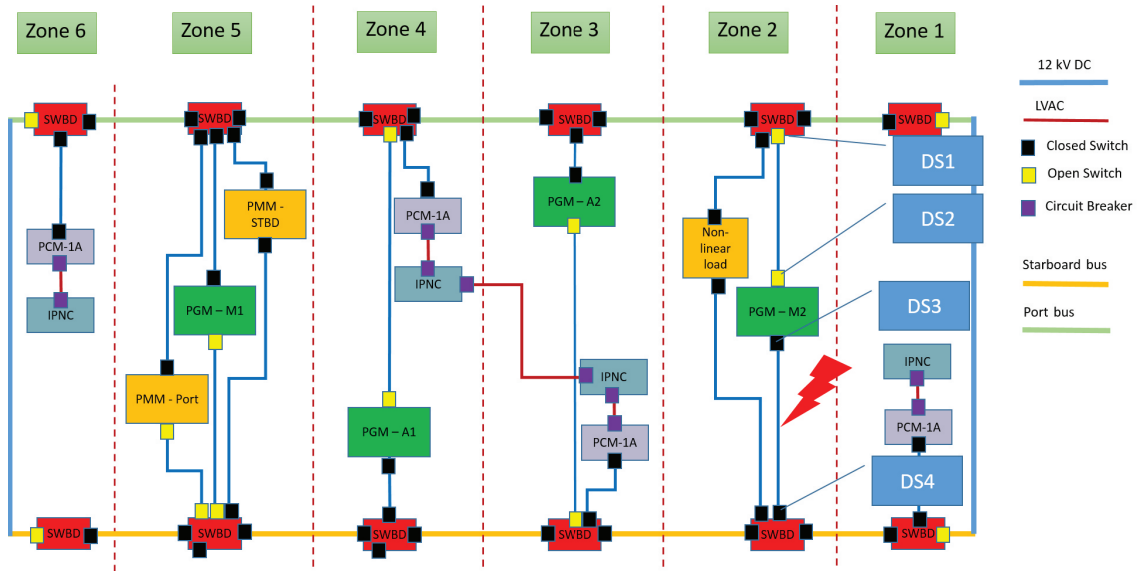 Zone 6
Zone 5
Zone 4
Zone 3
Zone 2
Zone 1
12 kV DC
LVAC
Closed Switch
Open Switch
Circuit Breaker
Starboard bus
Port bus
SWBD
SWBD
SWBD
SWBD
SWBD
SWBD
DS1
DS2
DS3
DS4
PCM-1A
IPNC
PMM -
STBD
PGM – M1
PMM - Port
PCM-1A
IPNC
PGM – A1
PGM – A2
IPNC
PCM-1A
Non-
linear
load
PGM – M2
IPNC
PCM-1A
SWBD
SWBD
SWBD
SWBD
SWBD
SWBD